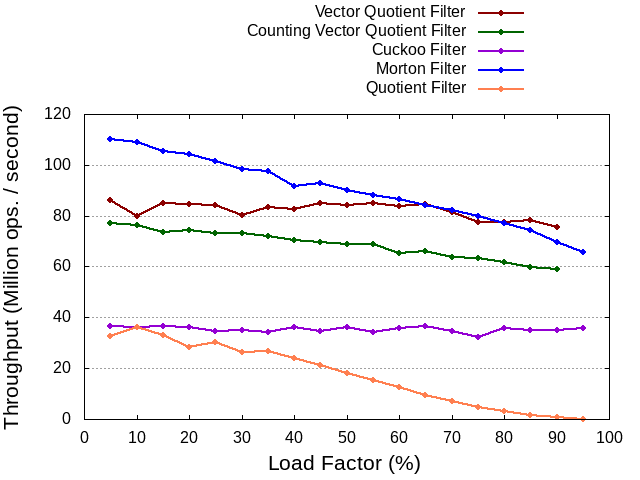 Vector Quotient Filter
Counting Vector Quotient Filter
Cuckoo Filter
Morton Filter
Quotient Filter
120
100
80
60
40
20
0
Throughput (Million ops. / second)
0 10 20 30 40 50 60 70 80 90 100
Load Factor (%)